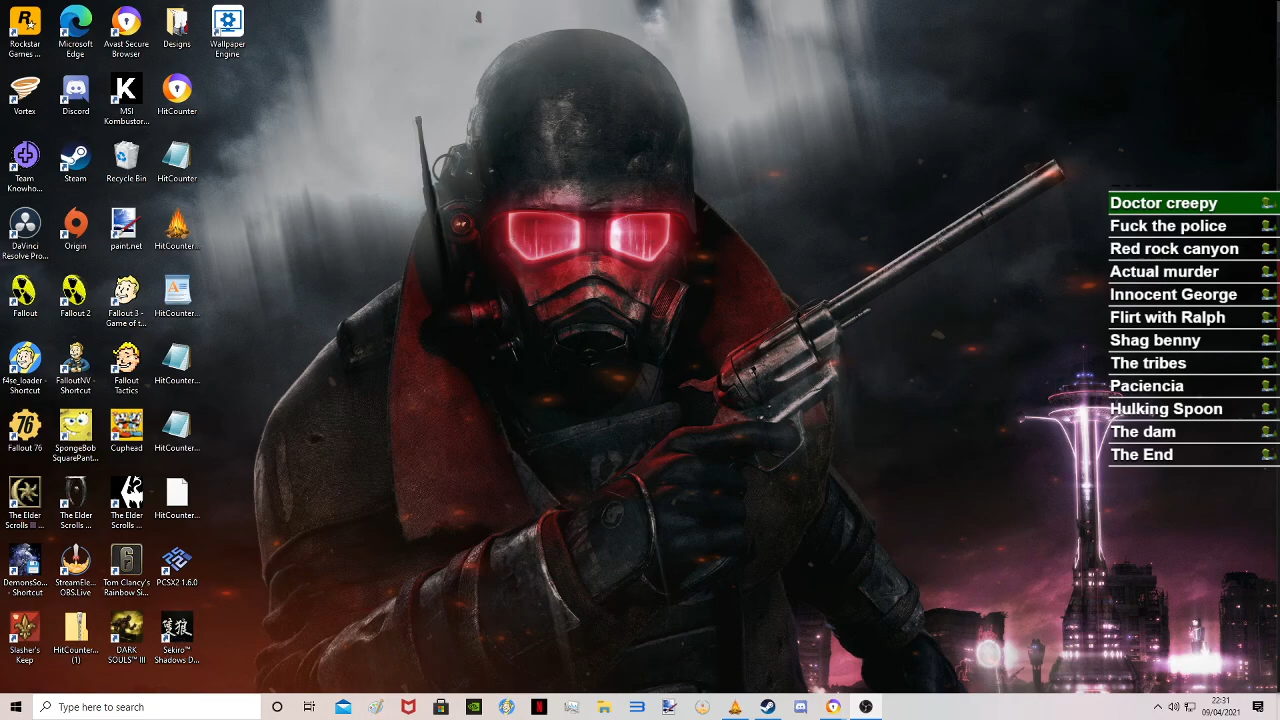 Rockstar
Games ...
Microsoft
Edge
Avast Secure
Browser
Designs
Wallpaper
Engine
Vortex
Discord
MSI
Kombustor...
HitCounter
Team
Knowho...
Steam
Recycle Bin
HitCounter
DaVinci
Resolve Pro...
Origin
paint.net
HitCounter...
Fallout
Fallout 2
Fallout 3 -
Game of t...
HitCounter...
f4se_loader -
Shortcut
FalloutNV -
Shortcut
Fallout
Tactics
HitCounter...
Fallout 76
SpongeBob
SquarePant...
Cuphead
HitCounter...
The Elder
Scrolls ...
The Elder
Scrolls ...
The Elder
Scrolls ...
HitCounter...
DemonsSo...
- Shortcut
StreamEle...
OBS.Live
Tom Clancy's
Rainbow Si...
PCSX2 1.6.0
Slasher's
Keep
HitCounter...
(1)
DARK
SOULS™ III
Sekiro™
Shadows D...
Doctor creepy
Fuck the police
Red rock canyon
Actual murder
Innocent George
Flirt with Ralph
Shag benny
The tribes
Paciencia
Hulking Spoon
The dam
The End
Type here to search
22:31
09/04/2021